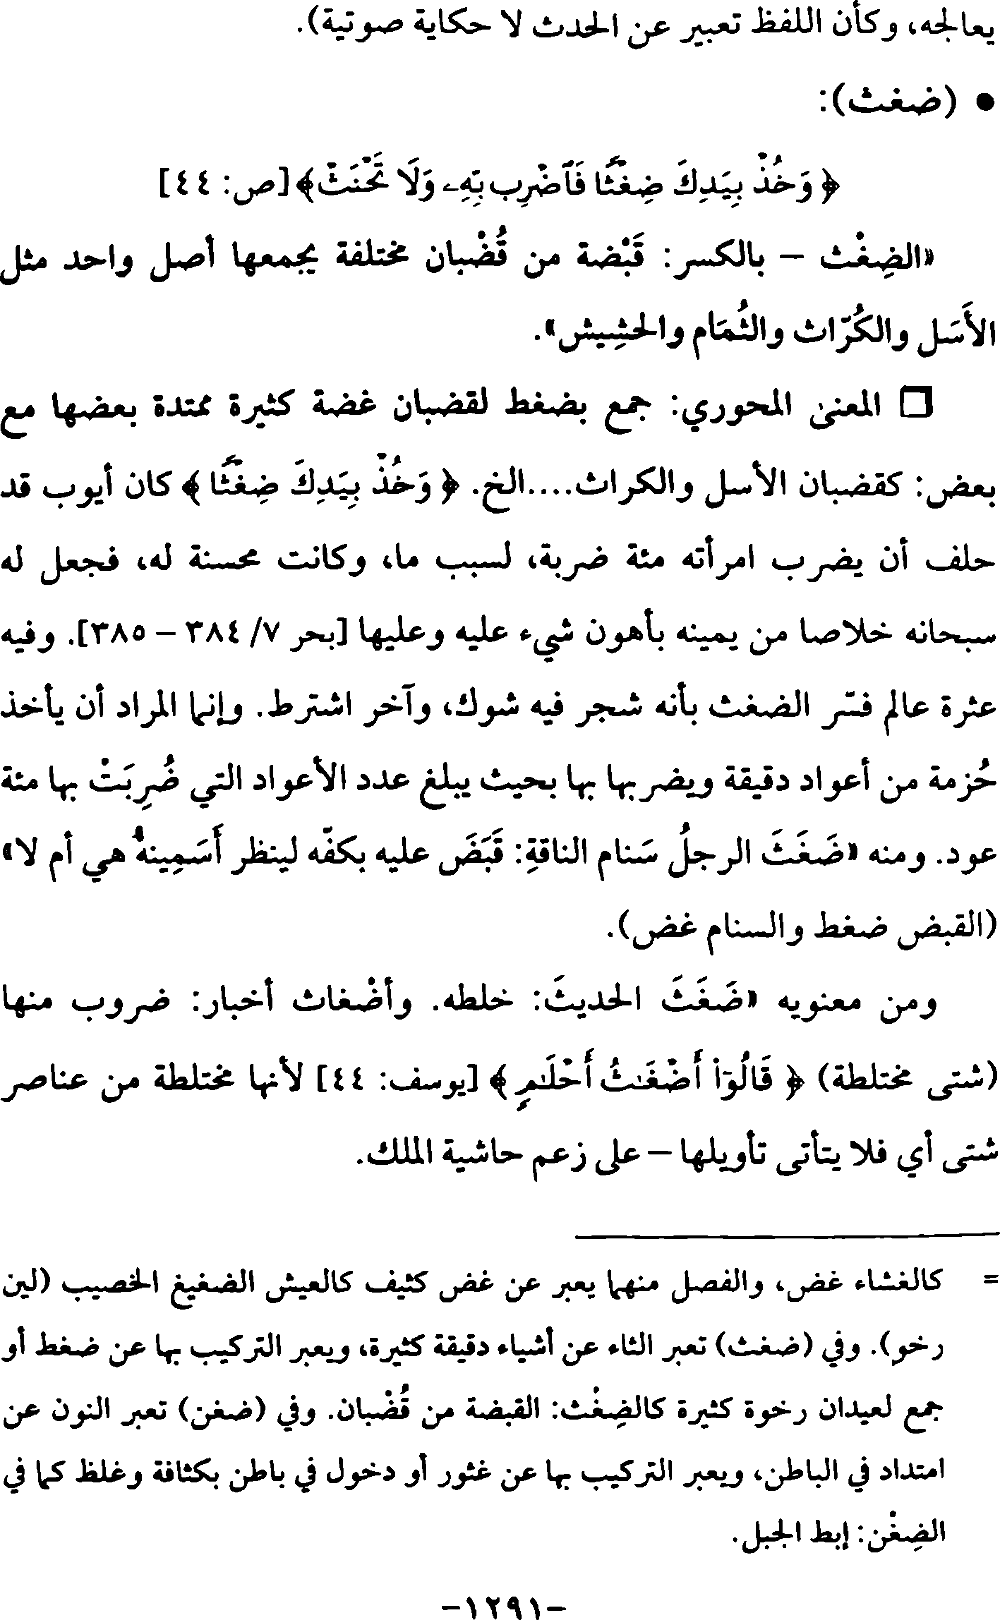 يعالجه، وكأن اللفظ تعبير عن الحدث لا حكاية صوتية).
• (ضغث):
﴿ وَخُذْ بِيَدِكَ ضِغْثًا فَٱضْرِب بِّهِۦ وَلَا تَحْنَثْ﴾ [ص: ٤٤]
«الضِغْث – بالكسر: قَبْضة من قُضْبان مختلفة يجمعها أصل واحد مثل
الأَسَل والكُرّاث والثُمَام والحشِيش».
❒ المعنى المحوري: جمع بضغط لقضبان غضة كثيرة ممتدة بعضها مع
بعض: كقضبان الأسل والكراث....الخ. ﴿ وَخُذْ بِيَدِكَ ضِغْثًا ﴾ كان أيوب قد
حلف أن يضرب امرأته مئة ضربة، لسبب ما، وكانت محسنة له، فجعل له
سبحانه خلاصا من يمينه بأهون شيء عليه وعليها [بحر ٧/ ٣٨٤ – ٣٨٥]. وفيه
عثرة عالم فسّر الضغث بأنه شجر فيه شوك، وآخر اشترط. وإنما المراد أن يأخذ
حُزمة من أعواد دقيقة ويضربها بها بحيث يبلغ عدد الأعواد التي ضُرِبَتْ بها مئة
عود. ومنه «ضَغَثَ الرجلُ سَنام الناقةِ: قَبَضَ عليه بكفّه لينظر أَسَمِينهُ هي أم لا»
(القبض ضغط والسنام غض).
ومن معنويه «ضَغَثَ الحديثَ: خلطه. وأضْغاث أخبار: ضروب منها
(شتى مختلطة) ﴿ قَالُوٓاْ أَضْغَٰثُ أَحْلَٰمٍ ﴾ [يوسف: ٤٤] لأنها مختلطة من عناصر
شتى أي فلا يتأتى تأويلها – على زعم حاشية الملك.
= كالغشاء غض، والفصل منهما يعبر عن غض كثيف كالعيش الضغيغ الخصيب (لين
رخو). وفي (ضغث) تعبر الثاء عن أشياء دقيقة كثيرة، ويعبر التركيب بها عن ضغط أو
جمع لعيدان رخوة كثيرة كالضِغْث: القبضة من قُضْبان. وفي (ضغن) تعبر النون عن
امتداد في الباطن، ويعبر التركيب بها عن غثور أو دخول في باطن بكثافة وغلظ كما في
الضِغْن: إبط الجبل.
-١٢٩١-